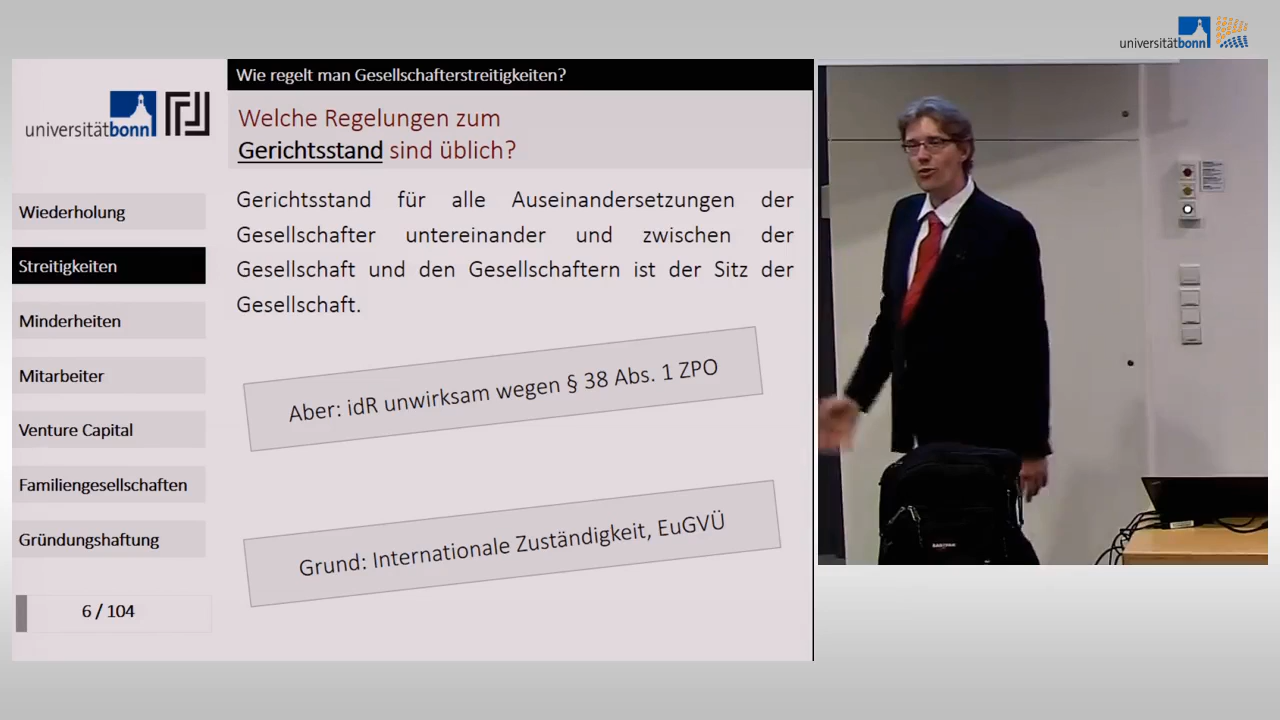 universitätbonn
Wie regelt man Gesellschafterstreitigkeiten?
universitätbonn
Welche Regelungen zum
Gerichtsstand sind üblich?
Wiederholung
Streitigkeiten
Minderheiten
Mitarbeiter
Venture Capital
Familiengesellschaften
Gründungshaftung
6 / 104
Gerichtsstand für alle Auseinandersetzungen der
Gesellschafter untereinander und zwischen der
Gesellschaft und den Gesellschaftern ist der Sitz der
Gesellschaft.
Aber: idR unwirksam wegen § 38 Abs. 1 ZPO
Grund: Internationale Zuständigkeit, EuGVÜ